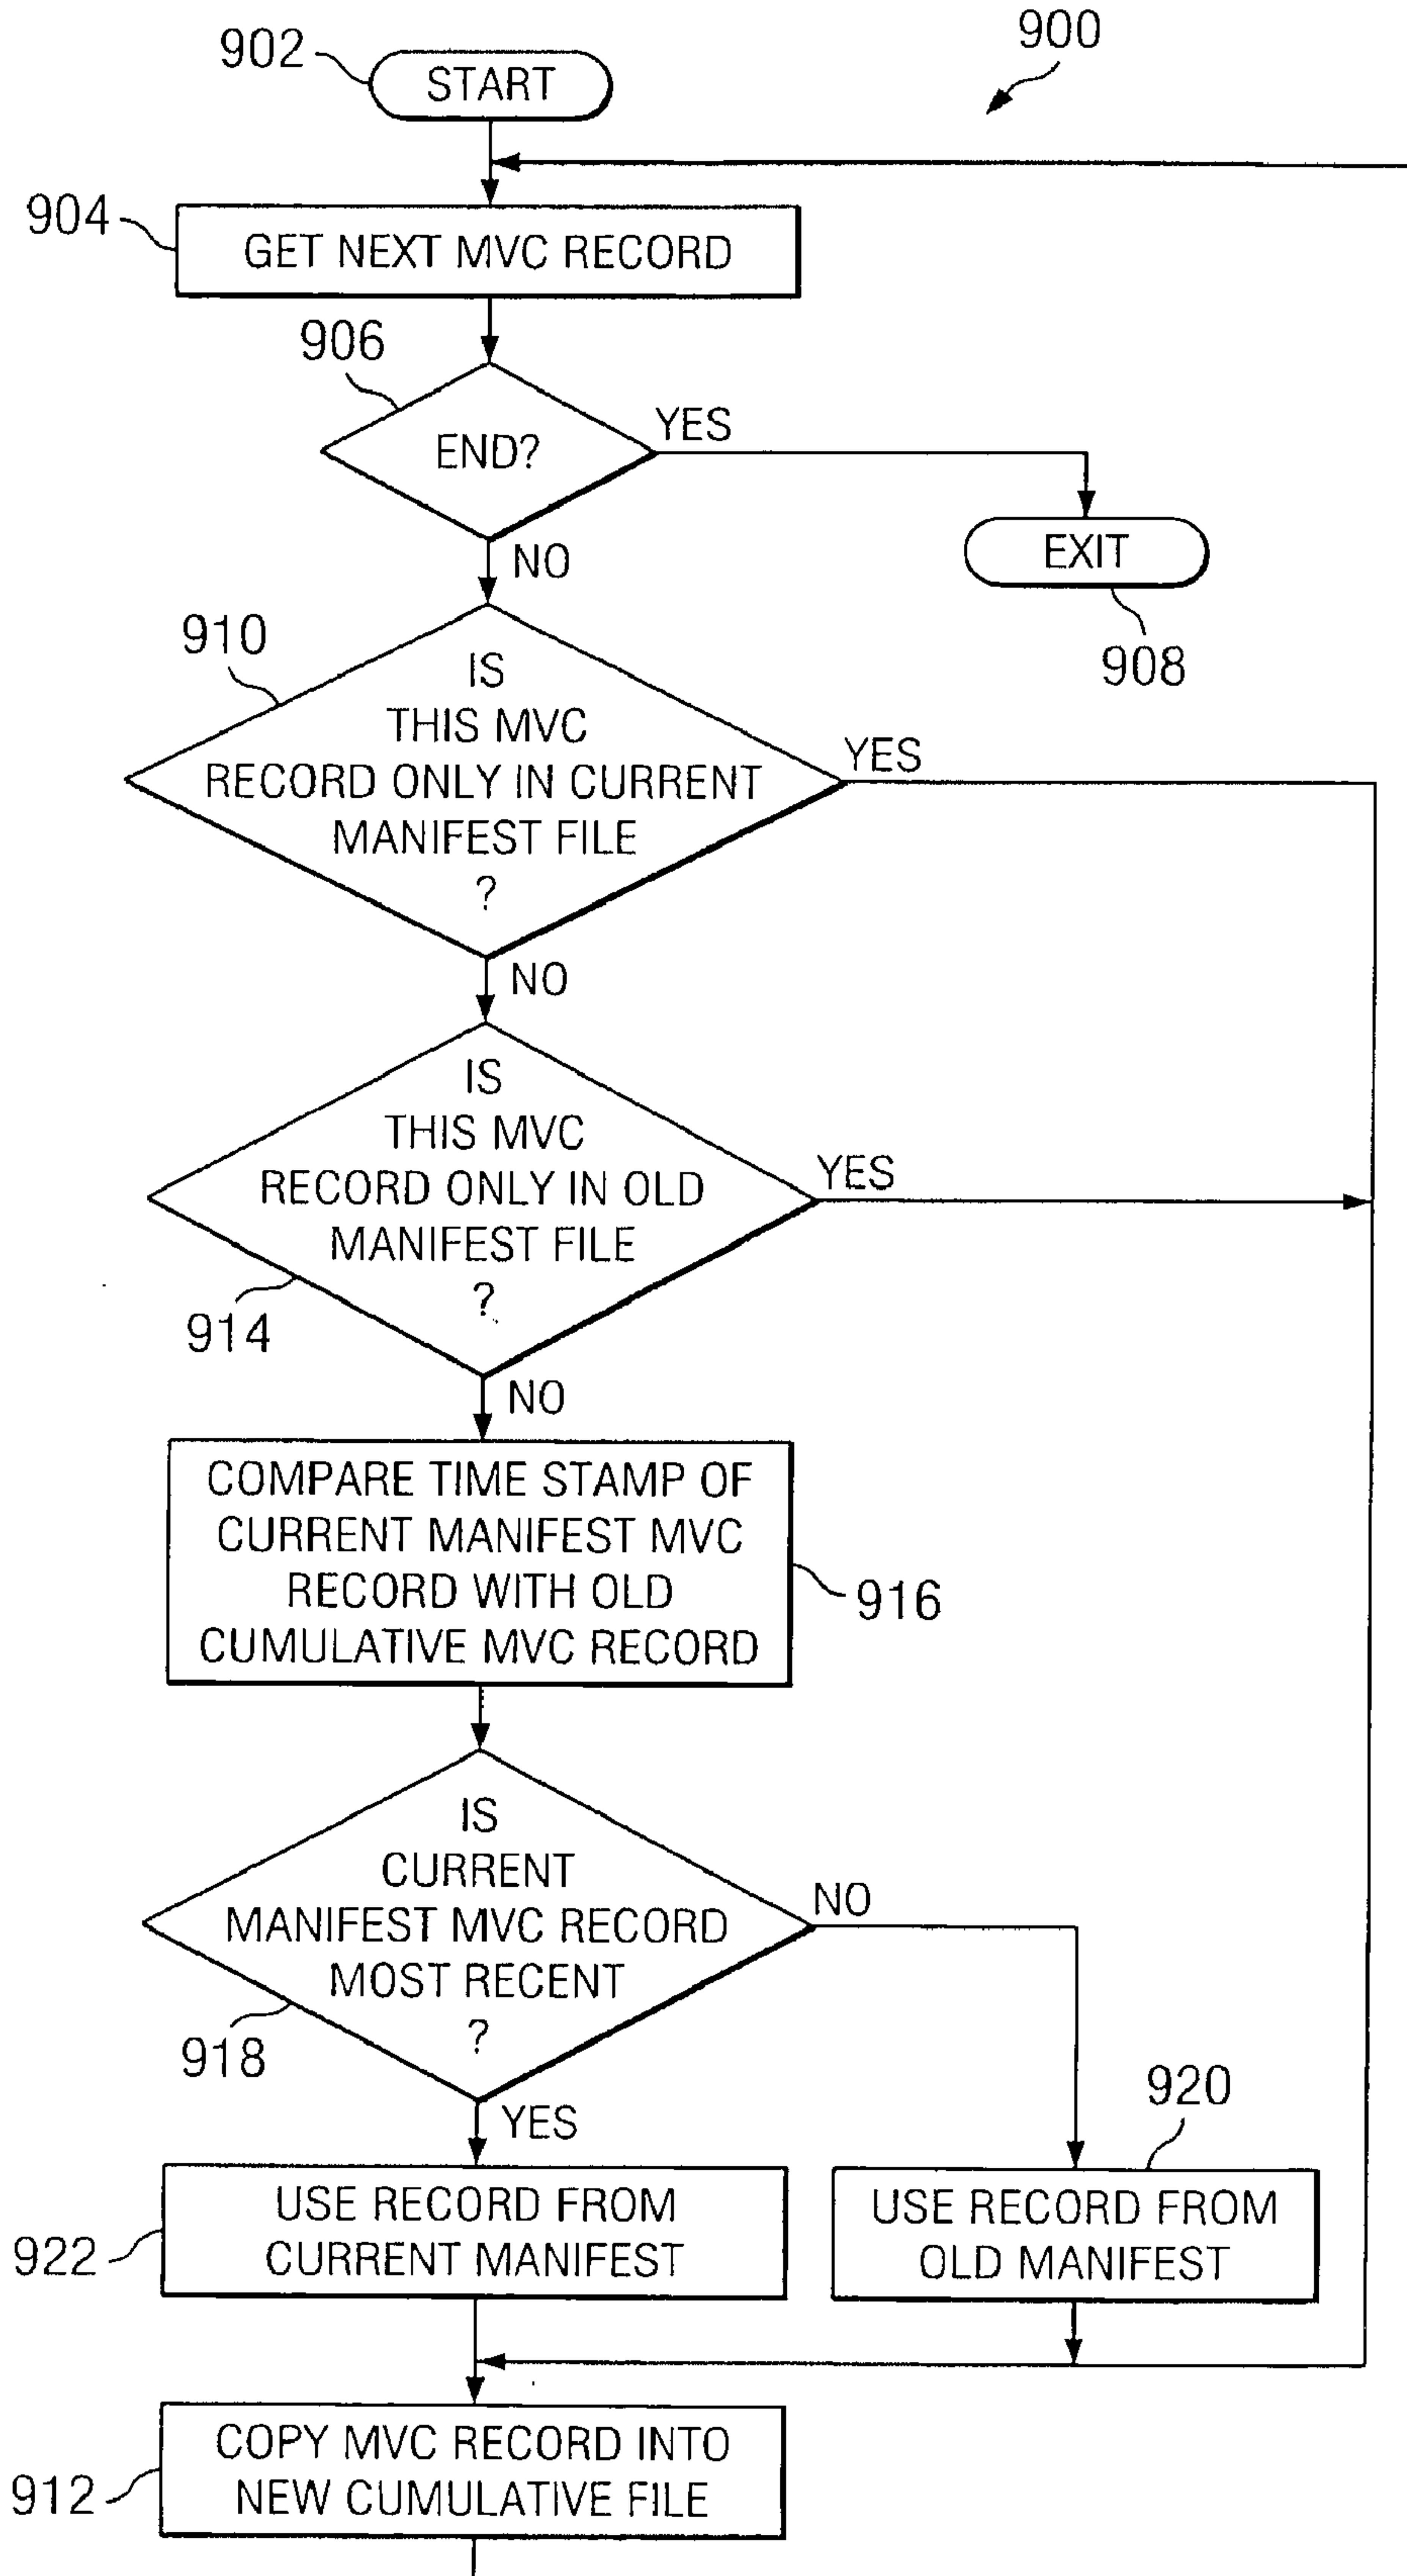 902
START
900
904
GET NEXT MVC RECORD
906
END?
YES
NO
EXIT
908
910
IS
THIS MVC
RECORD ONLY IN CURRENT
MANIFEST FILE
?
YES
NO
IS
THIS MVC
RECORD ONLY IN OLD
MANIFEST FILE
?
YES
914
NO
COMPARE TIME STAMP OF
CURRENT MANIFEST MVC
RECORD WITH OLD
CUMULATIVE MVC RECORD
916
IS
CURRENT
MANIFEST MVC RECORD
MOST RECENT
?
NO
918
YES
920
USE RECORD FROM
CURRENT MANIFEST
922
USE RECORD FROM
OLD MANIFEST
COPY MVC RECORD INTO
NEW CUMULATIVE FILE
912